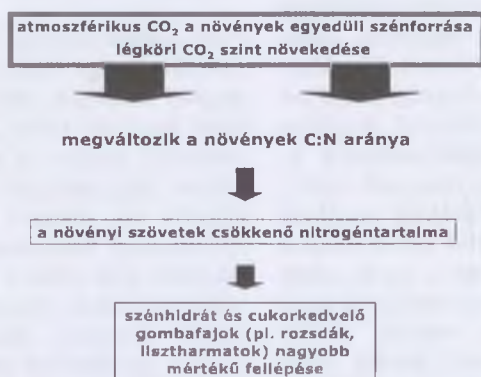 atmoszférikus CO₂ a növények egyedüli szénforrása
légköri CO₂ szint növekedése
megváltozik a növények C:N aránya
a növényi szövetek csökkenő nitrogéntartalma
szénhidrát és cukorkedvelő
gombafajok (pl. rozsdák,
lisztharmatok) nagyobb
mértékű fellépése